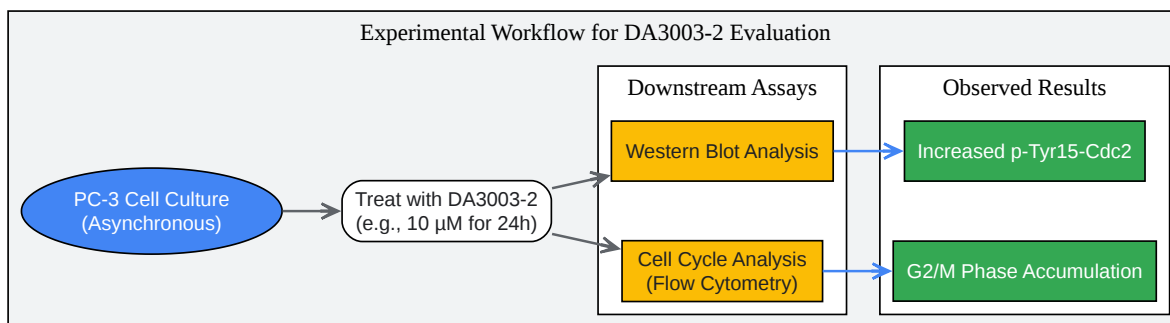 Experimental Workflow for DA3003-2 Evaluation
Downstream Assays
Observed Results
PC-3 Cell Culture
(Asynchronous)
Treat with DA3003-2
(e.g., 10 µM for 24h)
Western Blot Analysis
Increased p-Tyr15-Cdc2
Cell Cycle Analysis
(Flow Cytometry)
G2/M Phase Accumulation